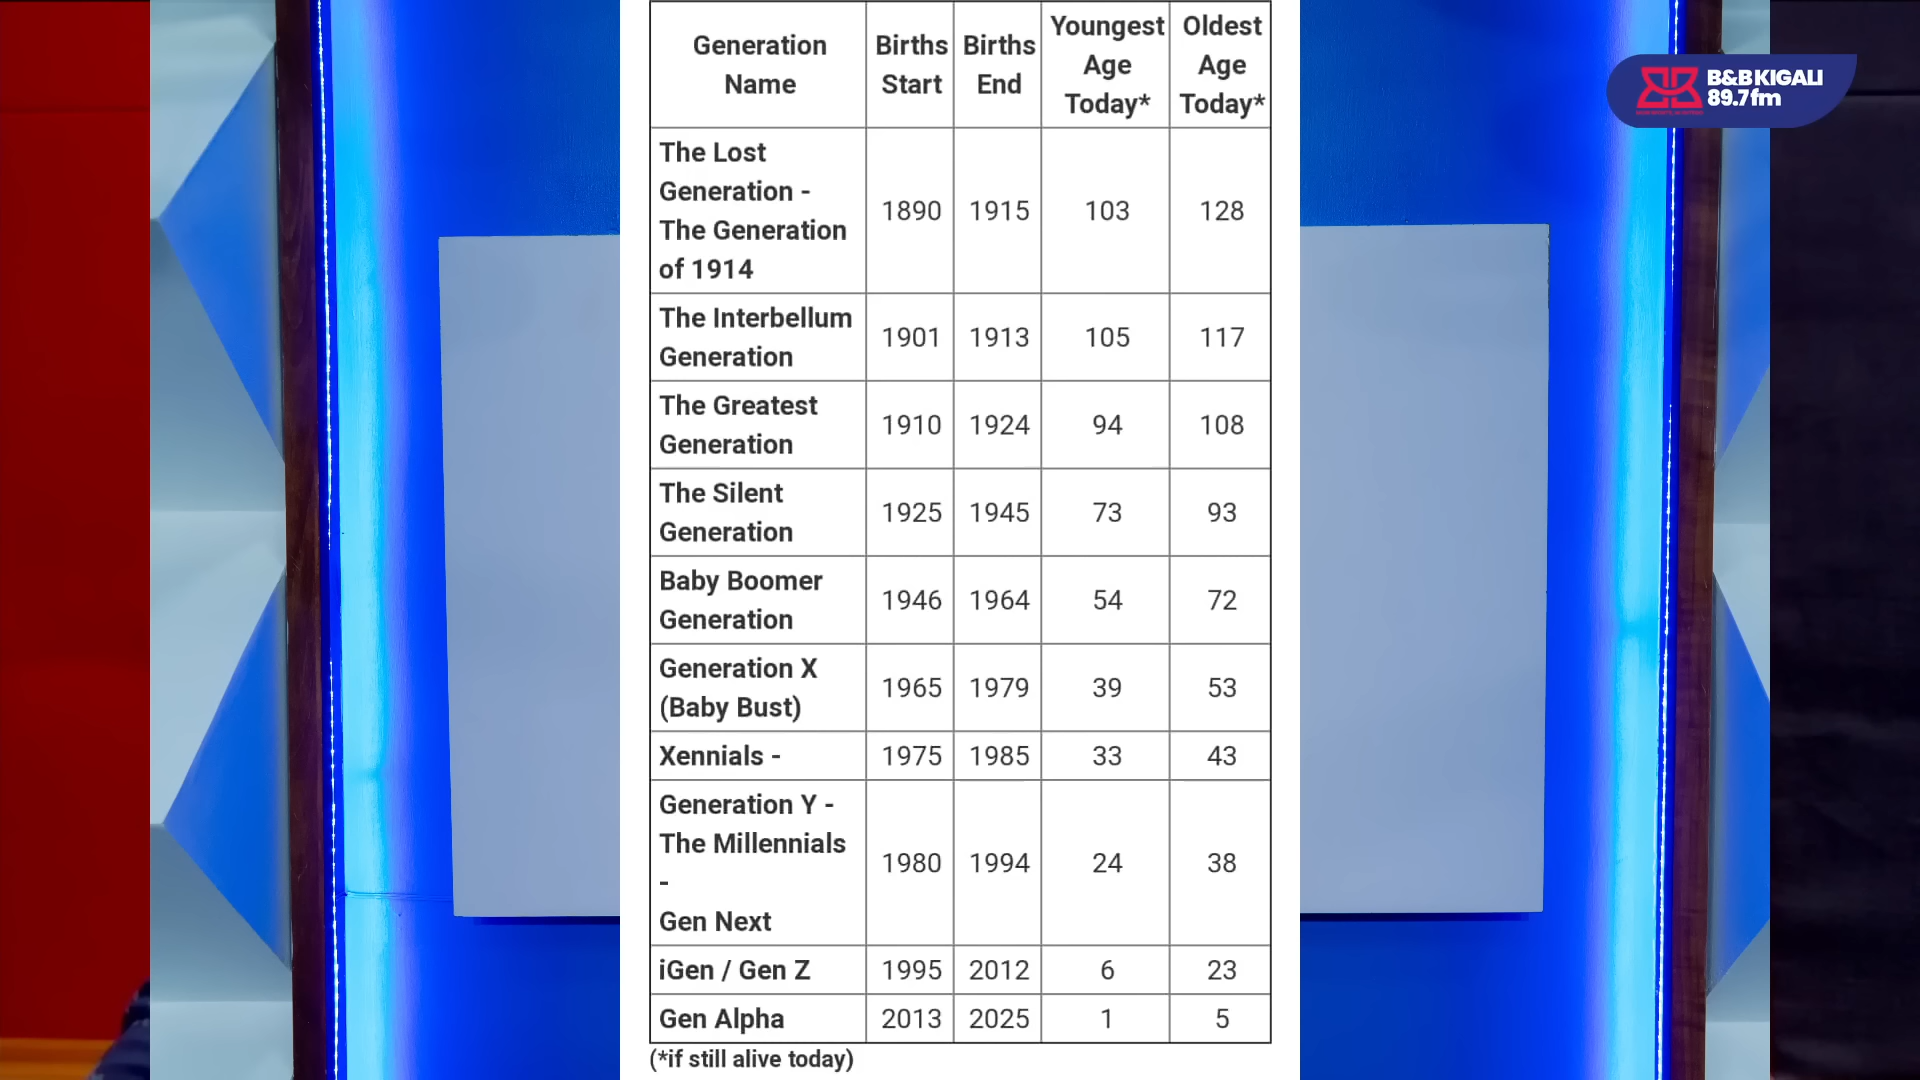 Generation Name Births Start Births End Youngest Age Today* Oldest Age Today*
The Lost Generation - The Generation of 1914 1890 1915 103 128
The Interbellum Generation 1901 1913 105 117
The Greatest Generation 1910 1924 94 108
The Silent Generation 1925 1945 73 93
Baby Boomer Generation 1946 1964 54 72
Generation X (Baby Bust) 1965 1979 39 53
Xennials - 1975 1985 33 43
Generation Y - The Millennials - Gen Next 1980 1994 24 38
iGen / Gen Z 1995 2012 6 23
Gen Alpha 2013 2025 1 5
(*if still alive today)
B&B KIGALI
89.7fm